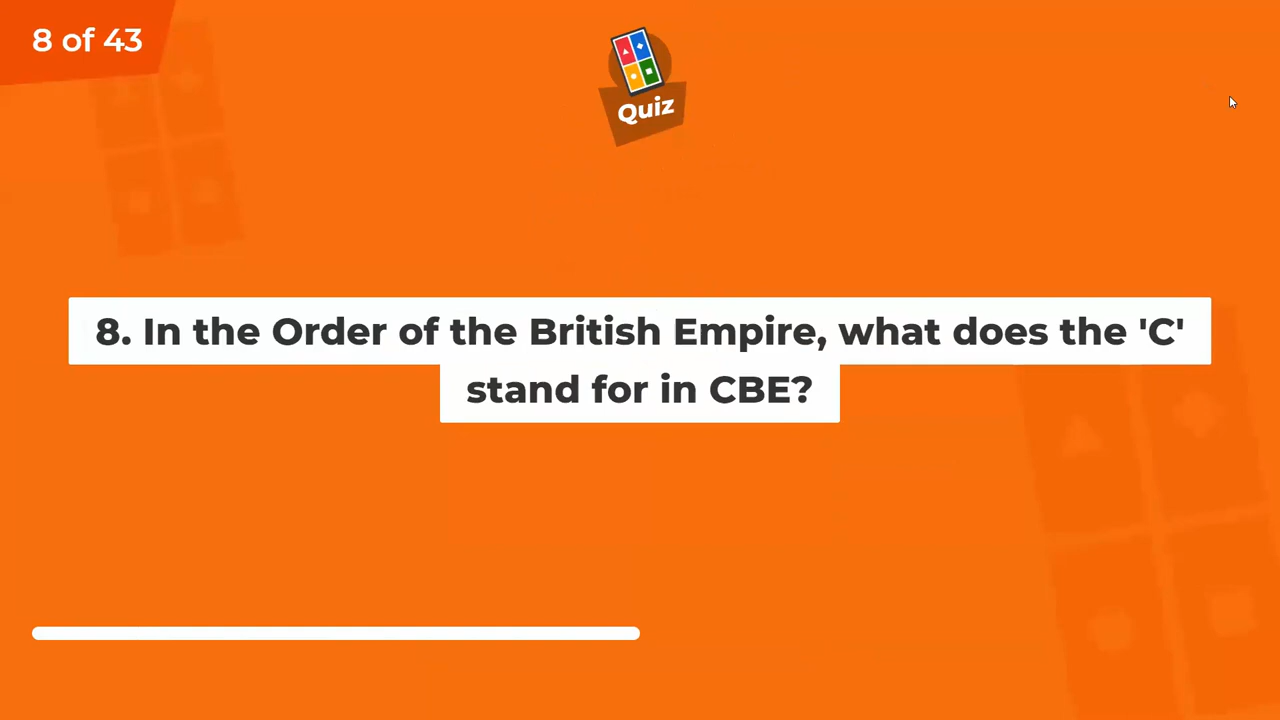 8 of 43
Quiz
8. In the Order of the British Empire, what does the 'C'
stand for in CBE?